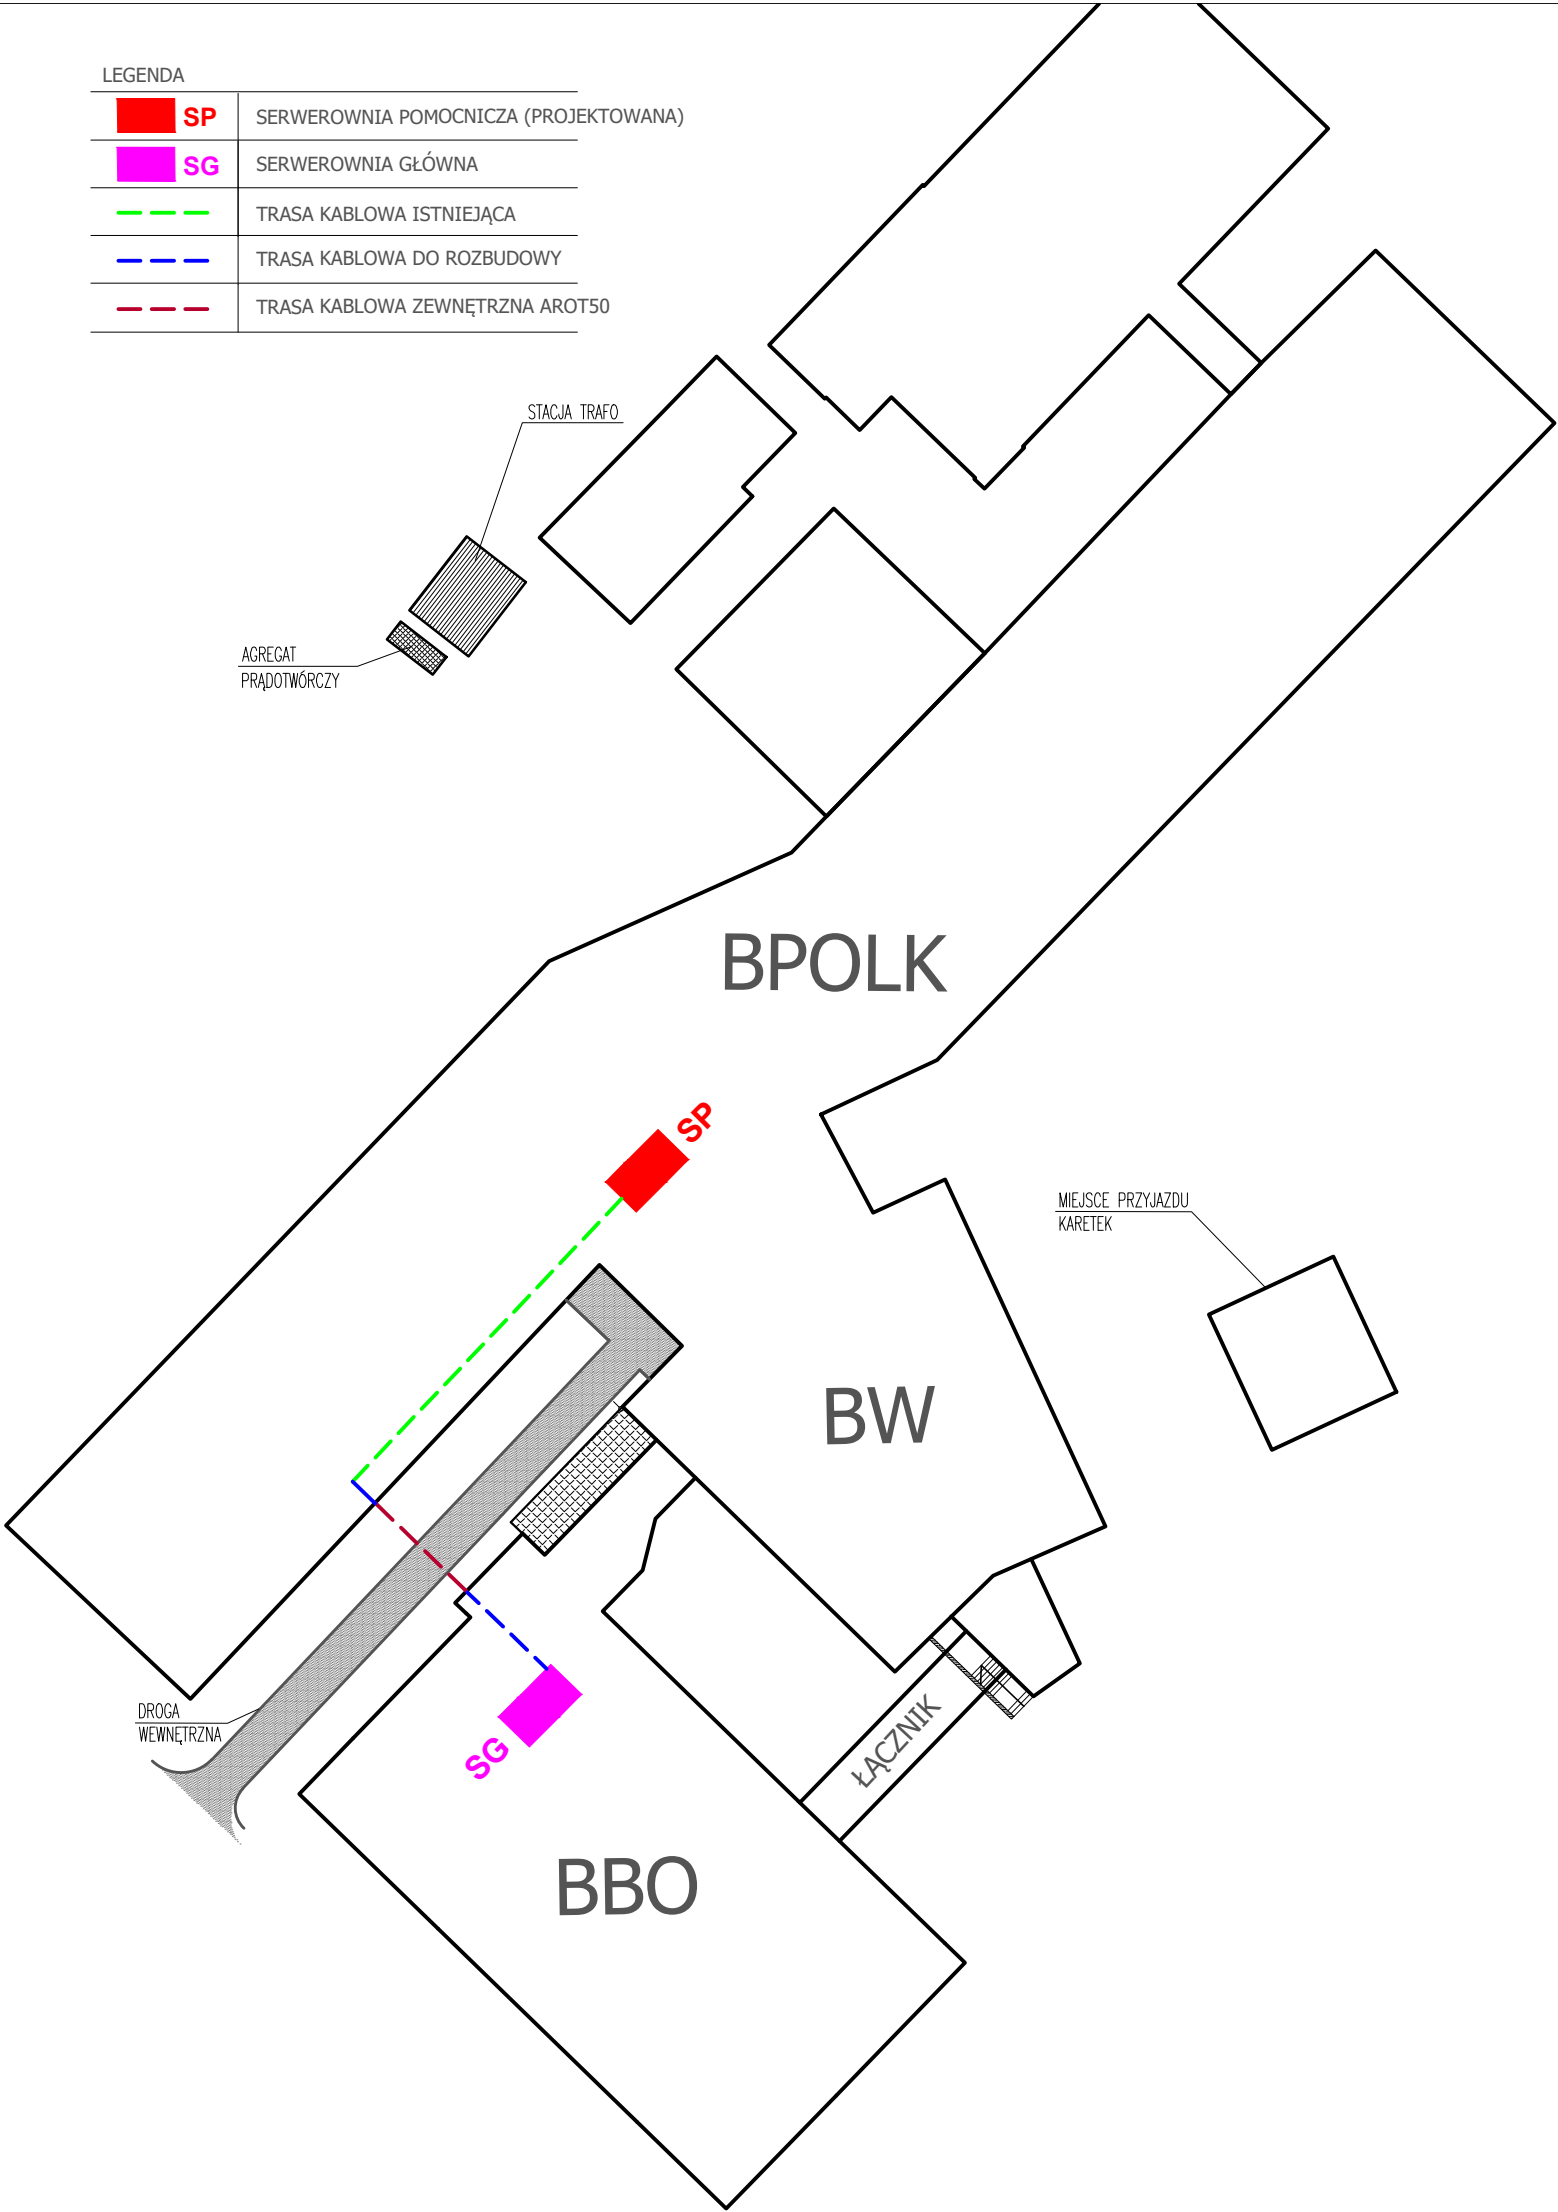 LEGENDA
SP SERWEROWNIA POMOCNICZA (PROJEKTOWANA)
SG SERWEROWNIA GŁÓWNA
TRASA KABLOWA ISTNIEJĄCA
TRASA KABLOWA DO ROZBUDOWY
TRASA KABLOWA ZEWNĘTRZNA AROT50
STACJA TRAFO
AGREGAT
PRĄDOTWÓRCZY
BPOLK
SP
MIEJSCE PRZYJAZDU
KARETEK
BW
DROGA
WEWNĘTRZNA
SG
ŁĄCZNIK
BBO